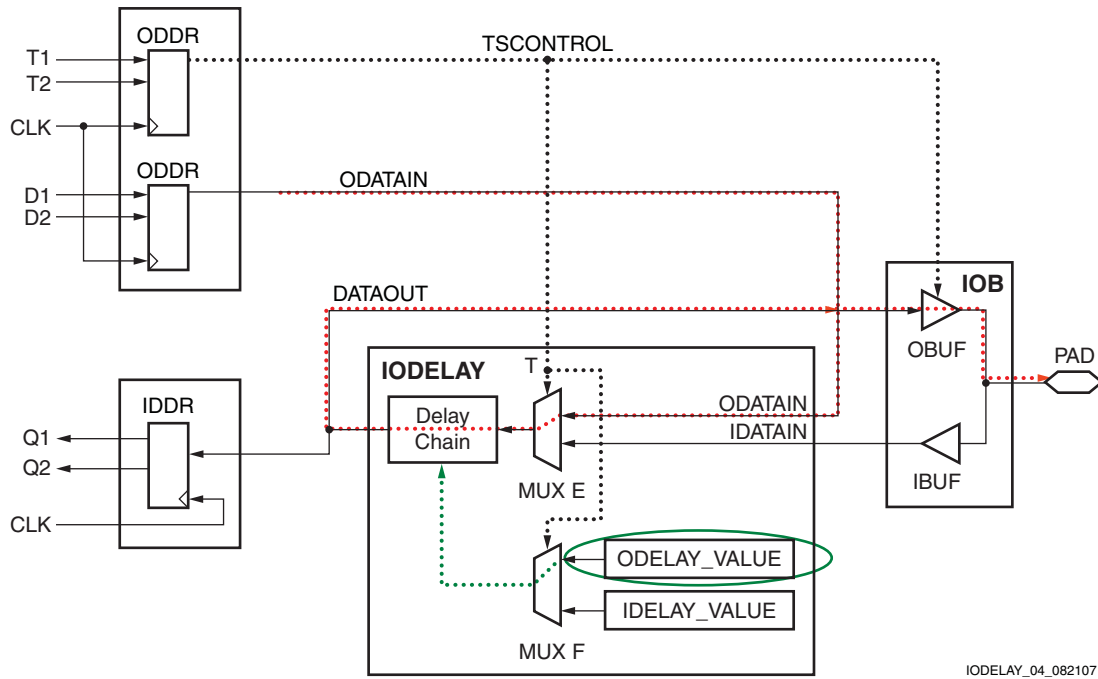 ODDR
T1
TSCONTROL
T2
CLK
ODDR
D1
ODATAIN
D2
IOB
DATAOUT
OBUF
PAD
IODELAY
T
IDDR
Delay
Chain
ODATAIN
Q1
IDATAIN
Q2
IBUF
MUX E
CLK
ODELAY_VALUE
IDELAY_VALUE
MUX F
IODELAY_04_082107